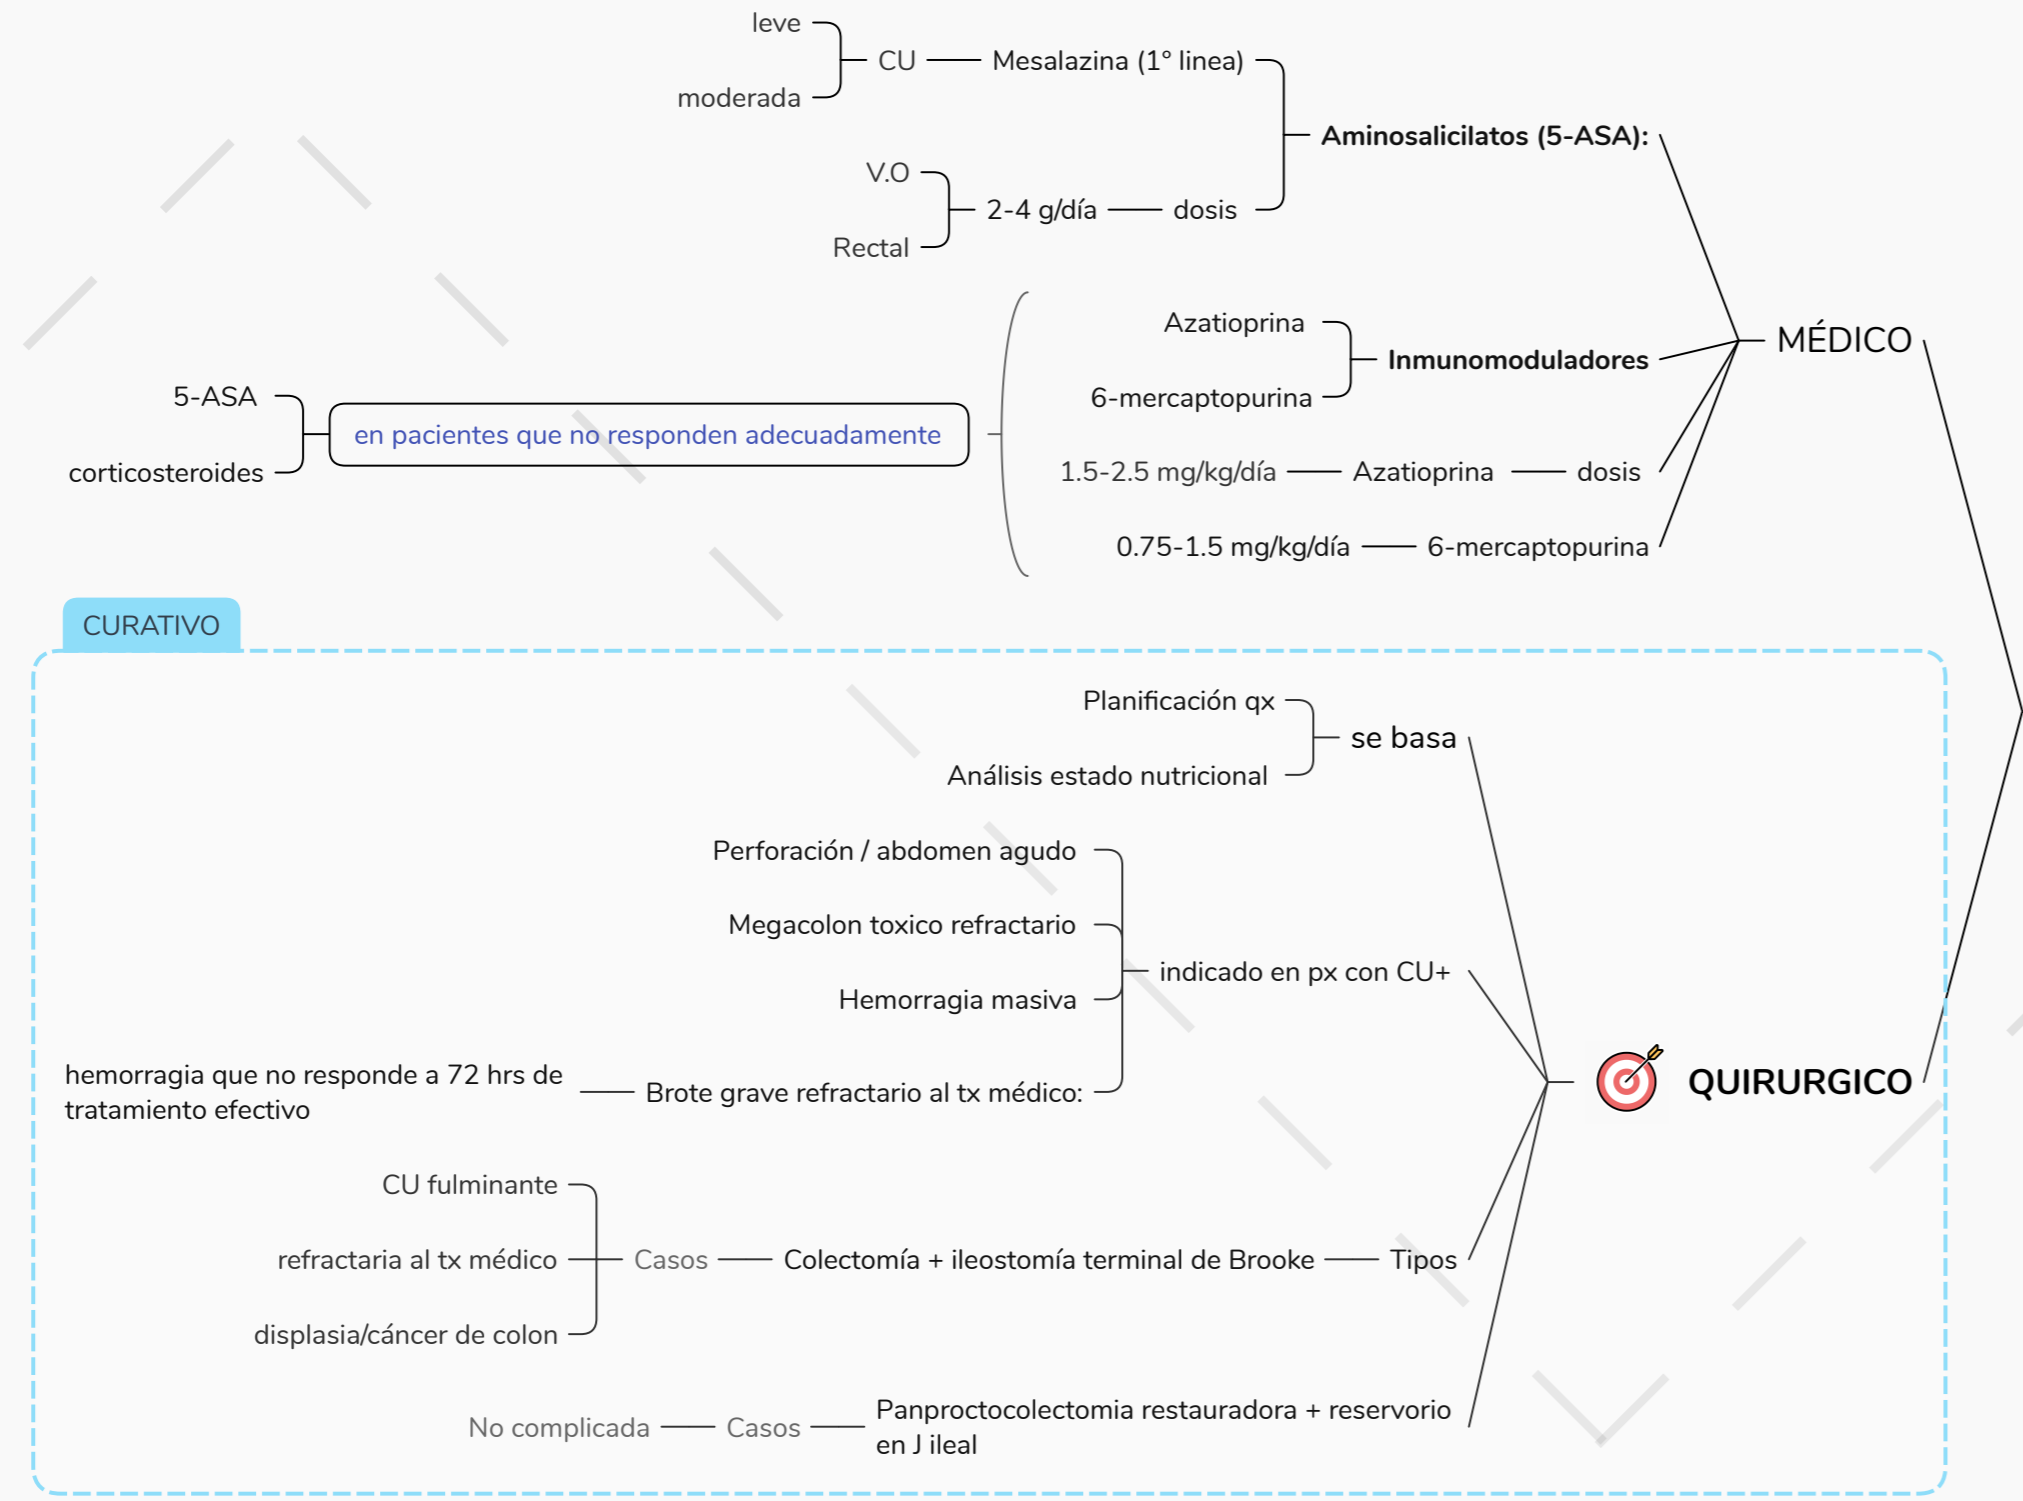 leve
CU
Mesalazina (1° linea)
moderada
Aminosalicilatos (5-ASA):
V.O
2-4 g/día
dosis
Rectal
MÉDICO
Azatioprina
Inmunomoduladores
6-mercaptopurina
5-ASA
en pacientes que no responden adecuadamente
corticosteroides
1.5-2.5 mg/kg/día
Azatioprina
dosis
0.75-1.5 mg/kg/día
6-mercaptopurina
CURATIVO
Planificación qx
se basa
Análisis estado nutricional
Perforación / abdomen agudo
Megacolon toxico refractario
indicado en px con CU+
Hemorragia masiva
hemorragia que no responde a 72 hrs de
tratamiento efectivo
Brote grave refractario al tx médico:
QUIRURGICO
CU fulminante
refractaria al tx médico
Casos
Colectomía + ileostomía terminal de Brooke
Tipos
displasia/cáncer de colon
No complicada
Casos
Panproctocolectomia restauradora + reservorio
en J ileal